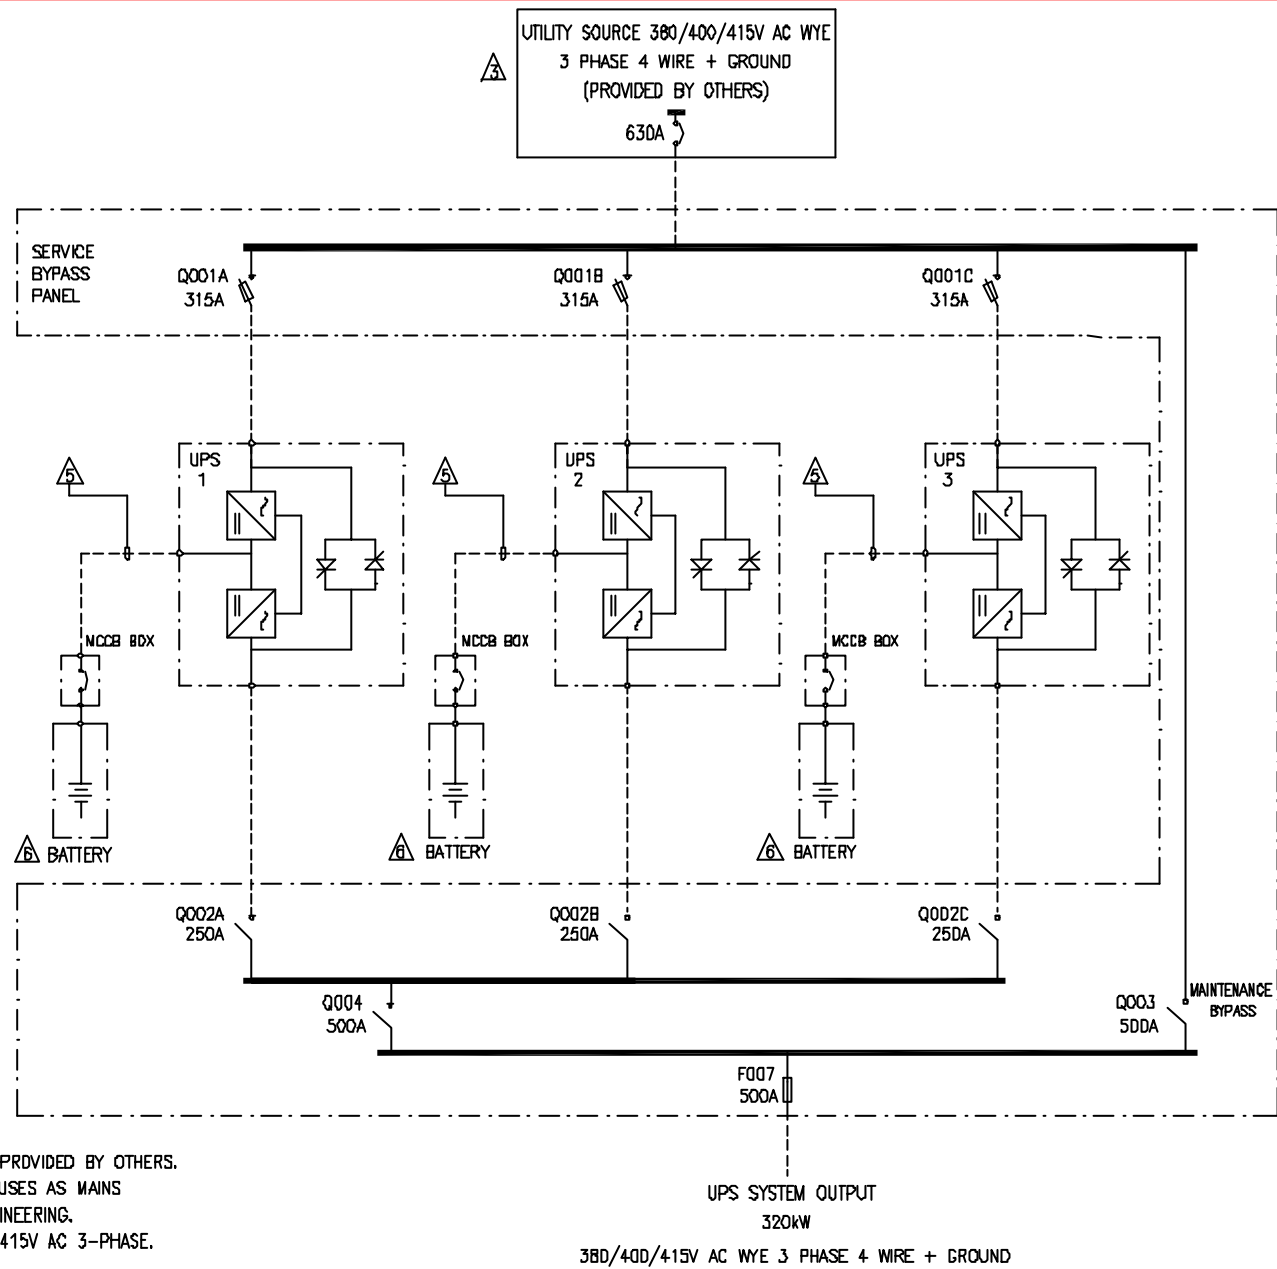 UTILITY SOURCE 380/400/415V AC WYE
3 PHASE 4 WIRE + GROUND
(PROVIDED BY OTHERS)
3
630A
SERVICE
BYPASS
PANEL
Q001A
315A
Q001B
315A
Q001C
315A
UPS
1
UPS
2
UPS
3
5
5
5
MCCB BOX
MCCB BOX
MCCB BOX
6 BATTERY
6 BATTERY
6 BATTERY
Q002A
250A
Q002B
250A
Q002C
250A
Q004
500A
Q003
500A
MAINTENANCE
BYPASS
F007
500A
PROVIDED BY OTHERS.
USES AS MAINS
INEERING.
415V AC 3-PHASE.
UPS SYSTEM OUTPUT
320kW
380/400/415V AC WYE 3 PHASE 4 WIRE + GROUND